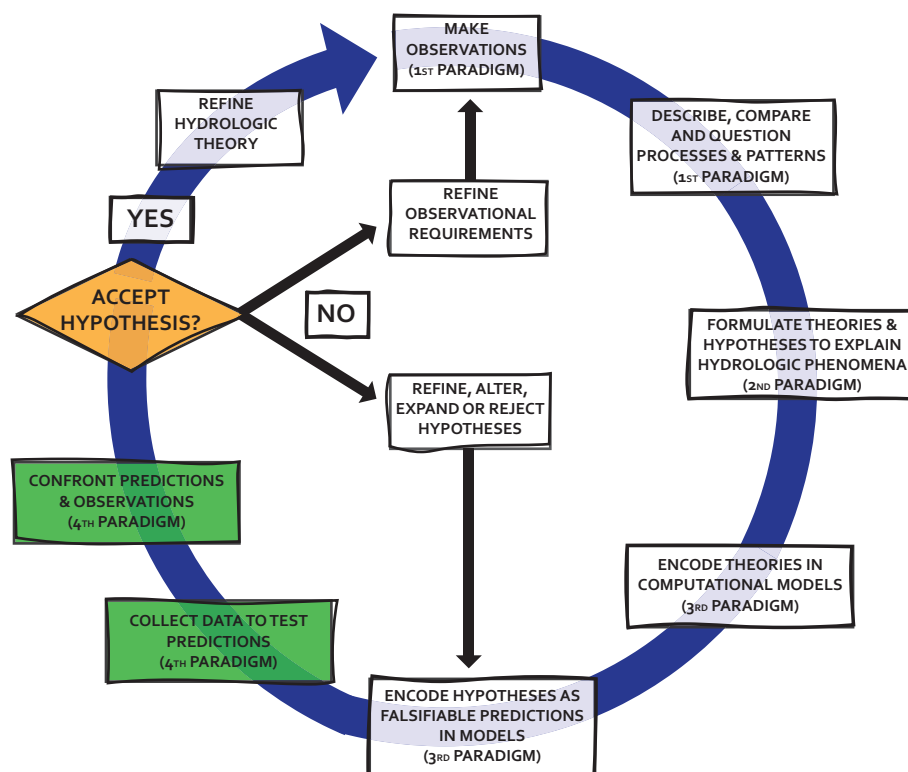 MAKE
OBSERVATIONS
(1ST PARADIGM)
DESCRIBE, COMPARE
AND QUESTION
PROCESSES & PATTERNS
(1ST PARADIGM)
FORMULATE THEORIES &
HYPOTHESES TO EXPLAIN
HYDROLOGIC PHENOMENA
(2ND PARADIGM)
ENCODE THEORIES IN
COMPUTATIONAL MODELS
(3RD PARADIGM)
ENCODE HYPOTHESES AS
FALSIFIABLE PREDICTIONS
IN MODELS
(3RD PARADIGM)
COLLECT DATA TO TEST
PREDICTIONS
(4TH PARADIGM)
CONFRONT PREDICTIONS
& OBSERVATIONS
(4TH PARADIGM)
ACCEPT
HYPOTHESIS?
YES
REFINE
HYDROLOGIC
THEORY
NO
REFINE
OBSERVATIONAL
REQUIREMENTS
REFINE, ALTER,
EXPAND OR REJECT
HYPOTHESES